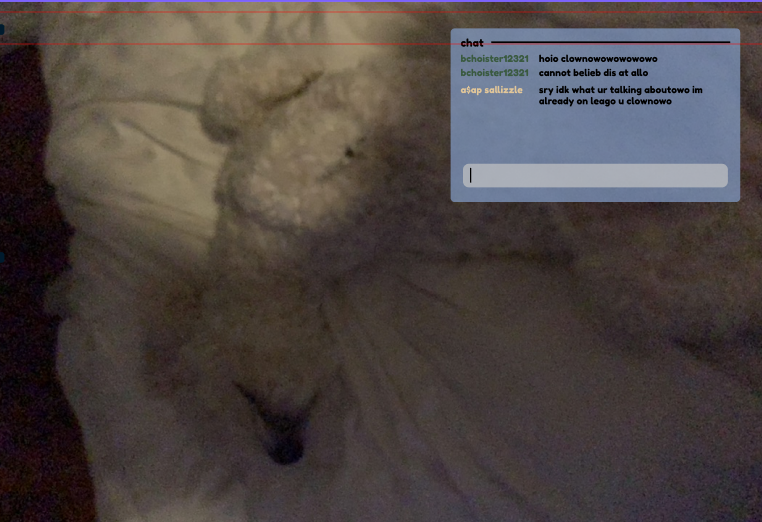 chat
bchoister12321 hoio clownowowowowowo
bchoister12321 cannot belieb dis at allo
a$ap sallizzle sry idk what ur talking aboutowo im
already on leago u clownowo